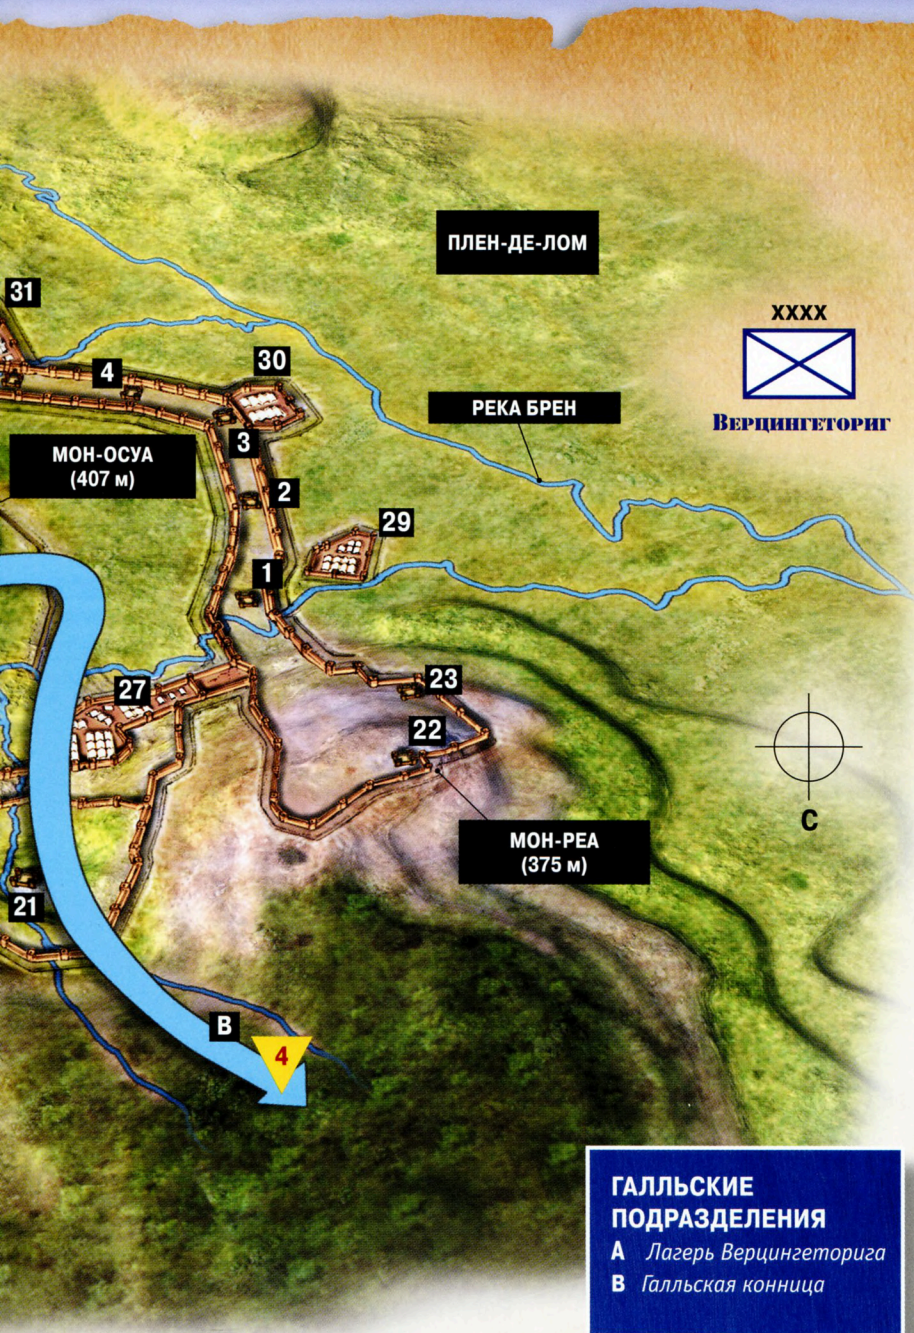 ПЛЕН-ДЕ-ЛОМ
31
XXXX
4
30
ВЕРЦИНГЕТОРИГ
РЕКА БРЕН
3
МОН-ОСУА
(407 м)
2
29
1
27
23
22
МОН-РЕА
(375 м)
С
21
B
4
ГАЛЛЬСКИЕ
ПОДРАЗДЕЛЕНИЯ
A Лагерь Верцингеторига
B Галльская конница